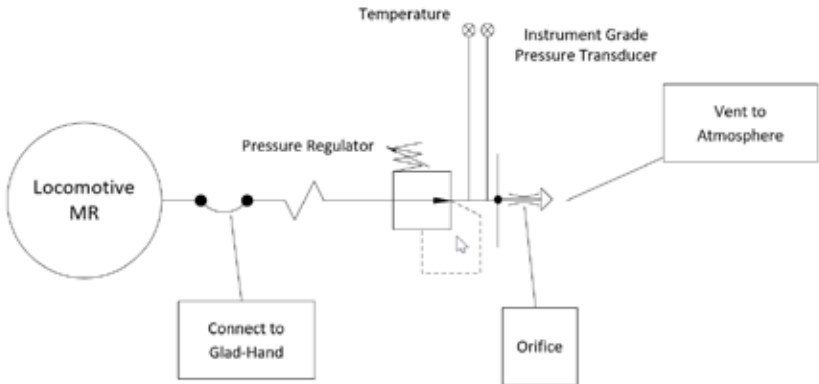 Temperature
Instrument Grade
Pressure Transducer
Vent to
Atmosphere
Pressure Regulator
Locomotive
MR
Connect to
Glad-Hand
Orifice